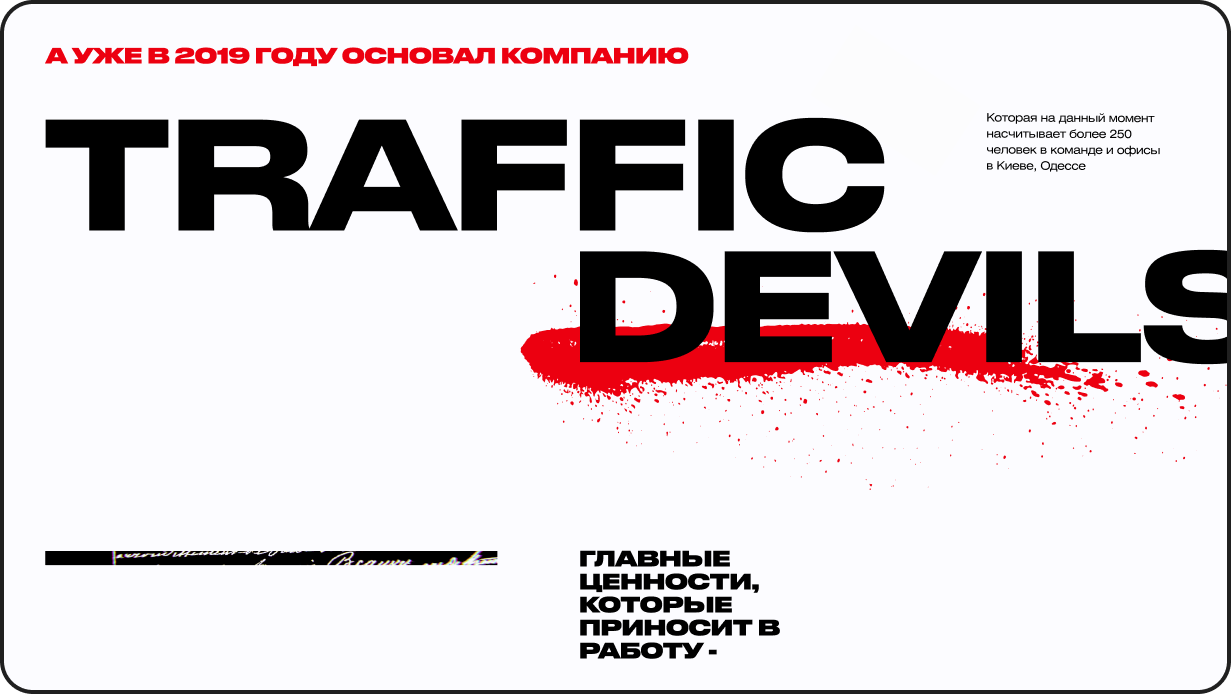 А УЖЕ В 2019 ГОДУ ОСНОВАЛ КОМПАНИЮ
TRAFFIC
Которая на данный момент
насчитывает более 250
человек в команде и офисы
в Киеве, Одессе
DEVILS
ГЛАВНЫЕ
ЦЕННОСТИ,
КОТОРЫЕ
ПРИНОСИТ В
РАБОТУ -